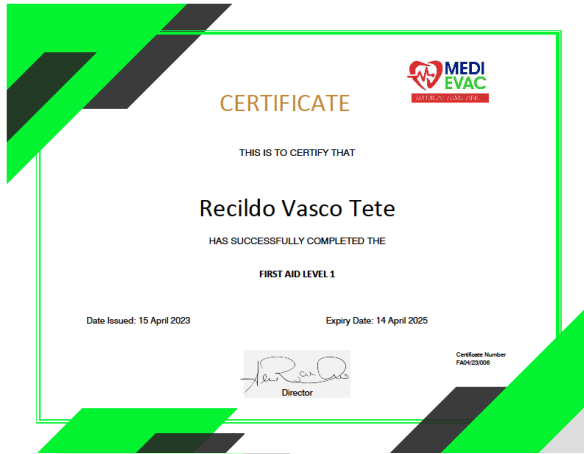 MEDI
EVAC
CERTIFICATE
THIS IS TO CERTIFY THAT
Recildo Vasco Tete
HAS SUCCESSFULLY COMPLETED THE
FIRST AID LEVEL 1
Date Issued: 15 April 2023
Expiry Date: 14 April 2025
Certificate Number
FA04/23/006
Director